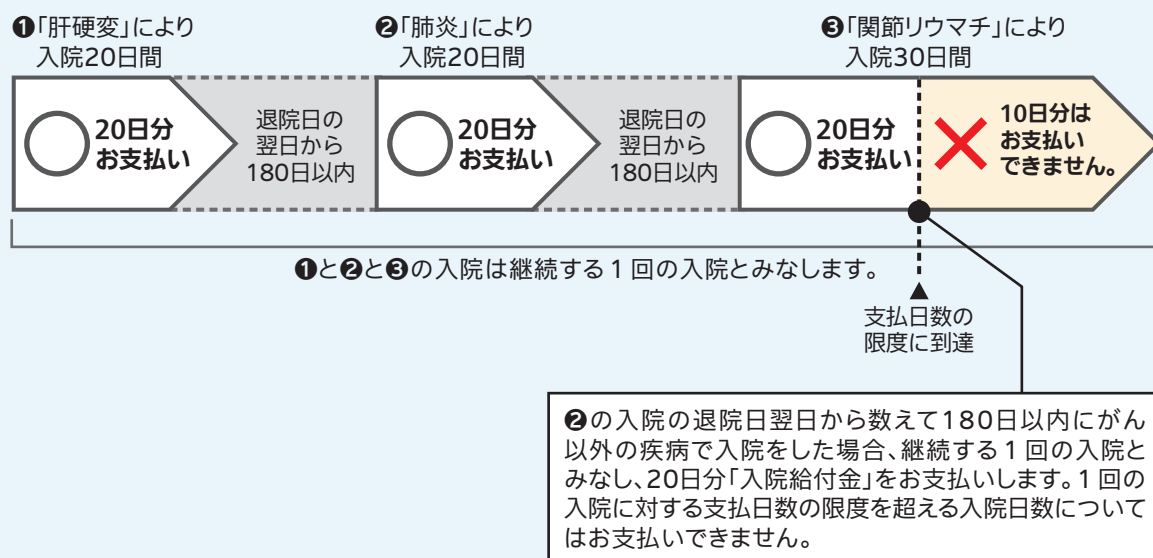 ❶「肝硬変」により
入院20日間
❷「肺炎」により
入院20日間
❸「関節リウマチ」により
入院30日間
20日分
お支払い
退院日の
翌日から
180日以内
20日分
お支払い
退院日の
翌日から
180日以内
20日分
お支払い
10日分は
お支払い
できません。
❶と❷と❸の入院は継続する1回の入院とみなします。
支払日数の
限度に到達
❷の入院の退院日翌日から数えて180日以内にがん
以外の疾病で入院をした場合、継続する1回の入院と
みなし、20日分「入院給付金」をお支払いします。1回の
入院に対する支払日数の限度を超える入院日数について
はお支払いできません。